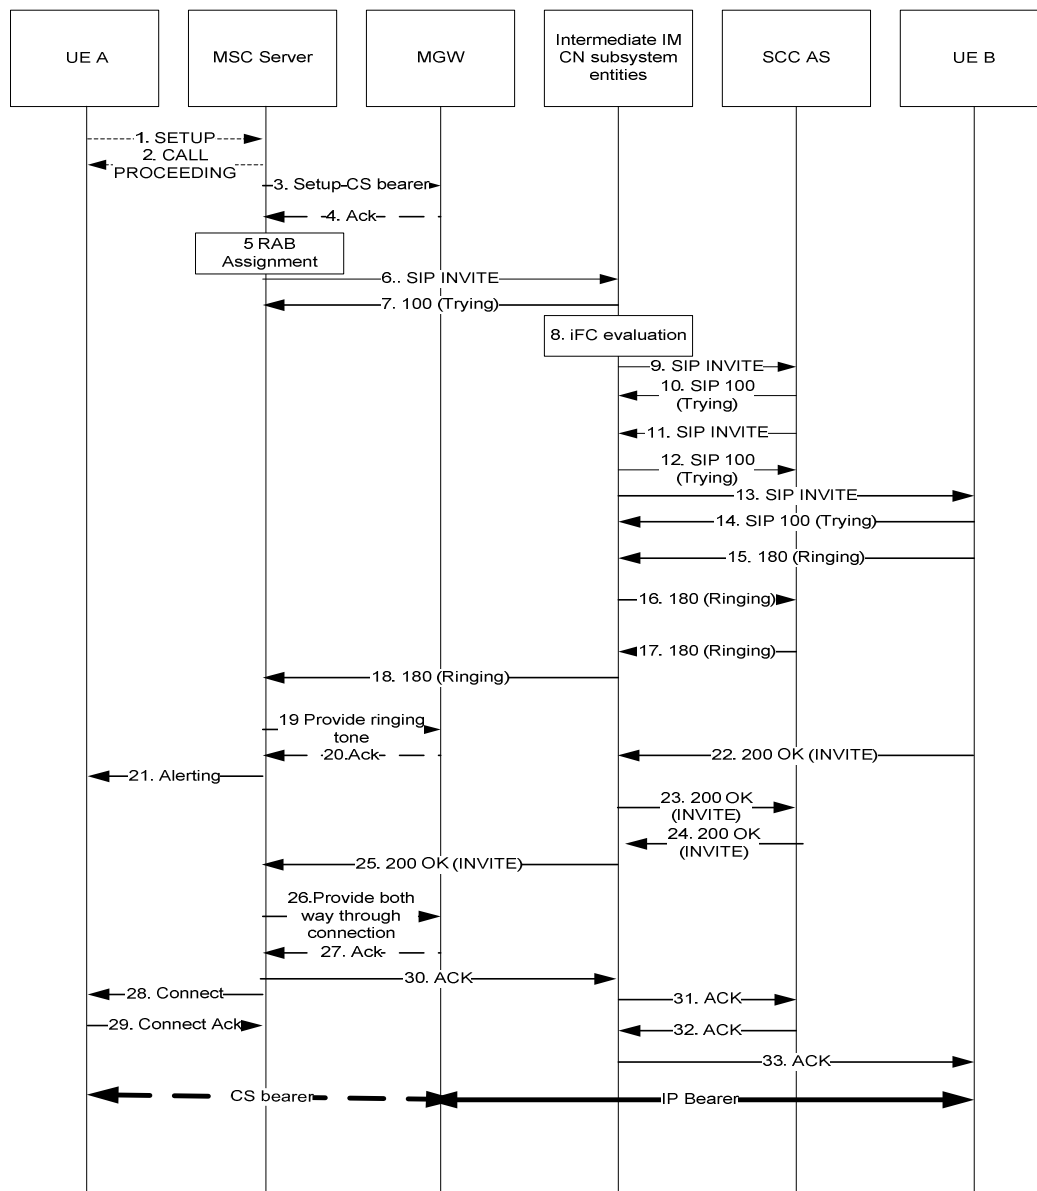 UE A
MSC Server
MGW
Intermediate IM
CN subsystem
entities
SCC AS
UE B
1. SETUP
2. CALL
PROCEEDING
3. Setup CS bearer
4. Ack
5 RAB
Assignment
6.. SIP INVITE
7. 100 (Trying)
8. iFC evaluation
9. SIP INVITE
10. SIP 100
(Trying)
11. SIP INVITE
12. SIP 100
(Trying)
13. SIP INVITE
14. SIP 100 (Trying)
15. 180 (Ringing)
16. 180 (Ringing)
17. 180 (Ringing)
18. 180 (Ringing)
19 Provide ringing
tone
20.Ack
22. 200 OK (INVITE)
21. Alerting
23. 200 OK
(INVITE)
24. 200 OK
(INVITE)
25. 200 OK (INVITE)
26.Provide both
way through
connection
27. Ack
30. ACK
28. Connect
31. ACK
29. Connect Ack
32. ACK
33. ACK
CS bearer
IP Bearer